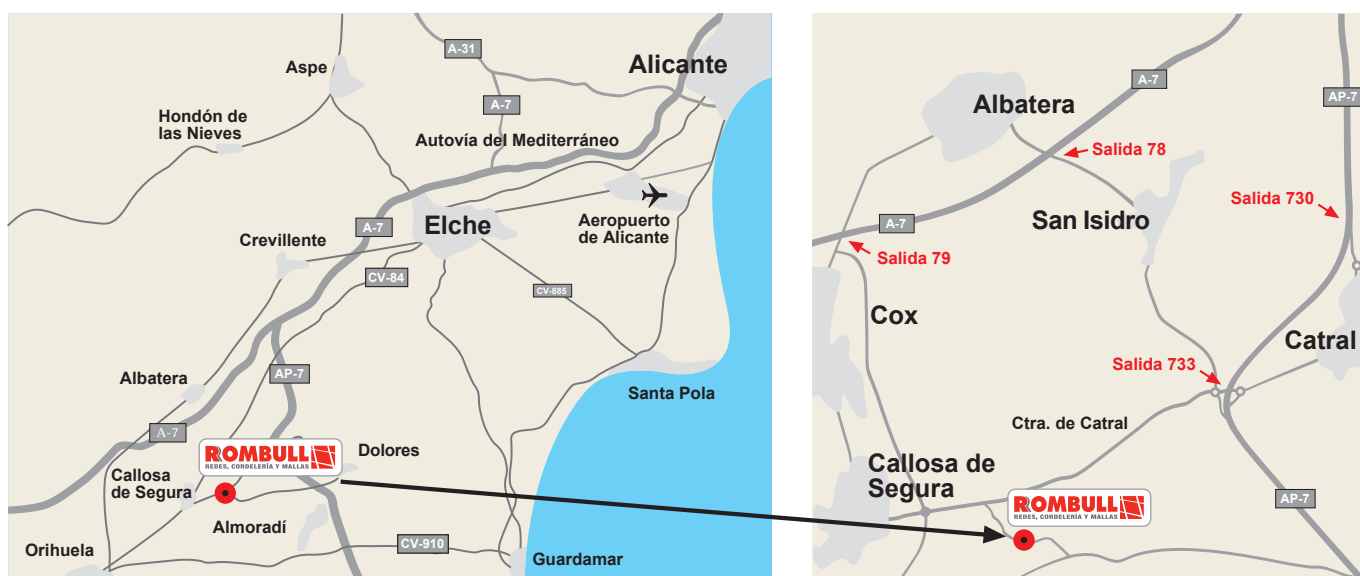 A-31
Alicante
Aspe
A-7
Hondón de
las Nieves
Autovía del Mediterráneo
Elche
Aeropuerto
de Alicante
A-7
Crevillente
CV-84
CV-885
AP-7
Albatera
Santa Pola
A-7
ROMBULL
REDES, CORDELERÍA Y MALLAS
Dolores
Callosa
de Segura
Almoradí
CV-910
Orihuela
Guardamar
A-7
AP-7
Albatera
Salida 78
San Isidro
Salida 730
A-7
Salida 79
Cox
Catral
Salida 733
Ctra. de Catral
Callosa de
Segura
ROMBULL
REDES, CORDELERÍA Y MALLAS
AP-7